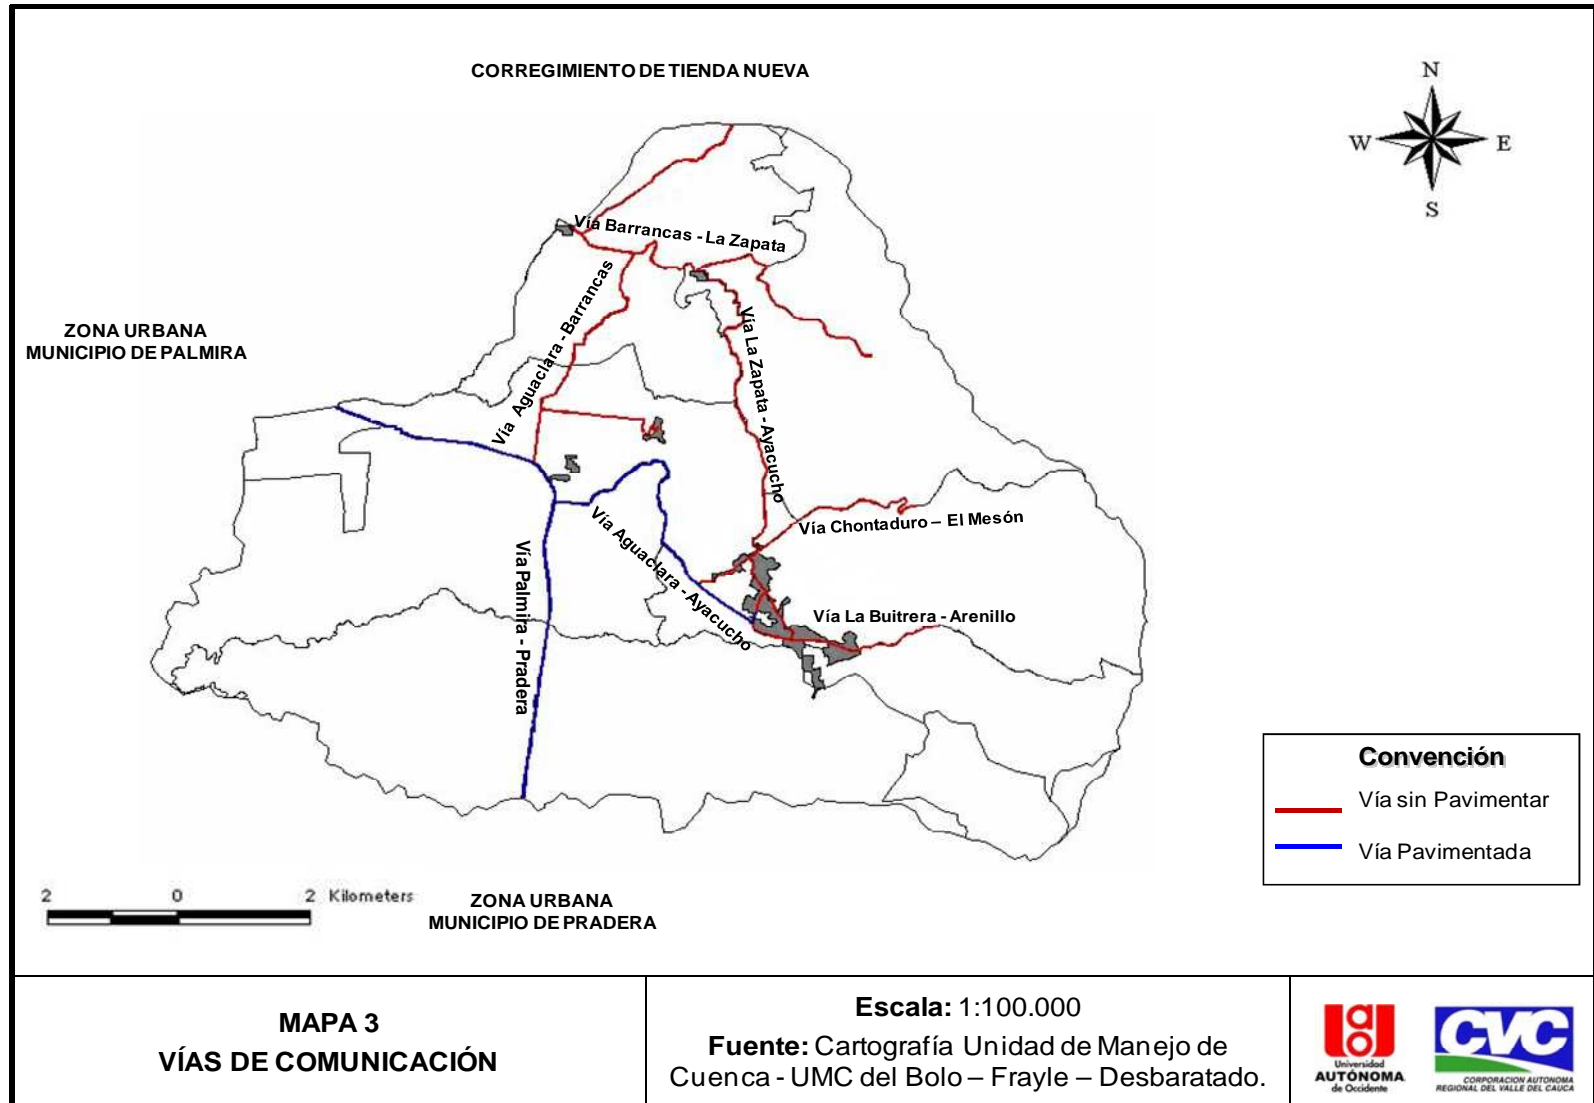 CORREGIMIENTO DE TIENDA NUEVA
N
W
E
S
Vía Barrancas - La Zapata
Vía Aguaclara - Barrancas
Vía La Zapata - Ayacucho
ZONA URBANA
MUNICIPIO DE PALMIRA
Vía Chontaduro – El Mesón
Vía Aguaclara - Ayacucho
Vía Palmira - Pradera
Vía La Buitrera - Arenillo
Convención
Vía sin Pavimentar
Vía Pavimentada
2 0 2 Kilometers
ZONA URBANA
MUNICIPIO DE PRADERA
MAPA 3
VÍAS DE COMUNICACIÓN
Escala: 1:100.000
Fuente: Cartografía Unidad de Manejo de
Cuenca - UMC del Bolo – Frayle – Desbaratado.
Universidad
AUTÓNOMA
de Occidente
CVC
CORPORACION AUTONOMA
REGIONAL DEL VALLE DEL CAUCA